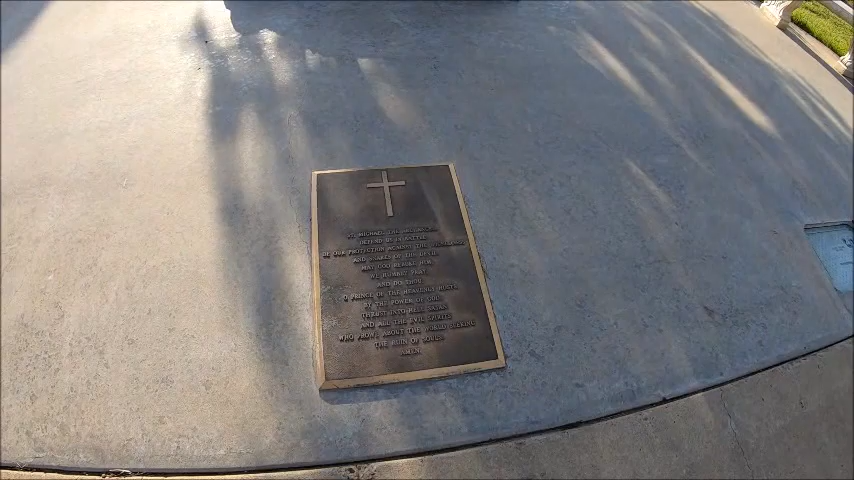 ST. MICHAEL THE ARCHANGEL,
DEFEND US IN BATTLE.
BE OUR PROTECTION AGAINST THE WICKEDNESS
AND SNARES OF THE DEVIL.
MAY GOD REBUKE HIM,
WE HUMBLY PRAY,
AND DO THOU,
O PRINCE OF THE HEAVENLY HOSTS,
BY THE POWER OF GOD,
THRUST INTO HELL SATAN
AND ALL THE EVIL SPIRITS
WHO PROWL ABOUT THE WORLD SEEKING
THE RUIN OF SOULS.
AMEN.